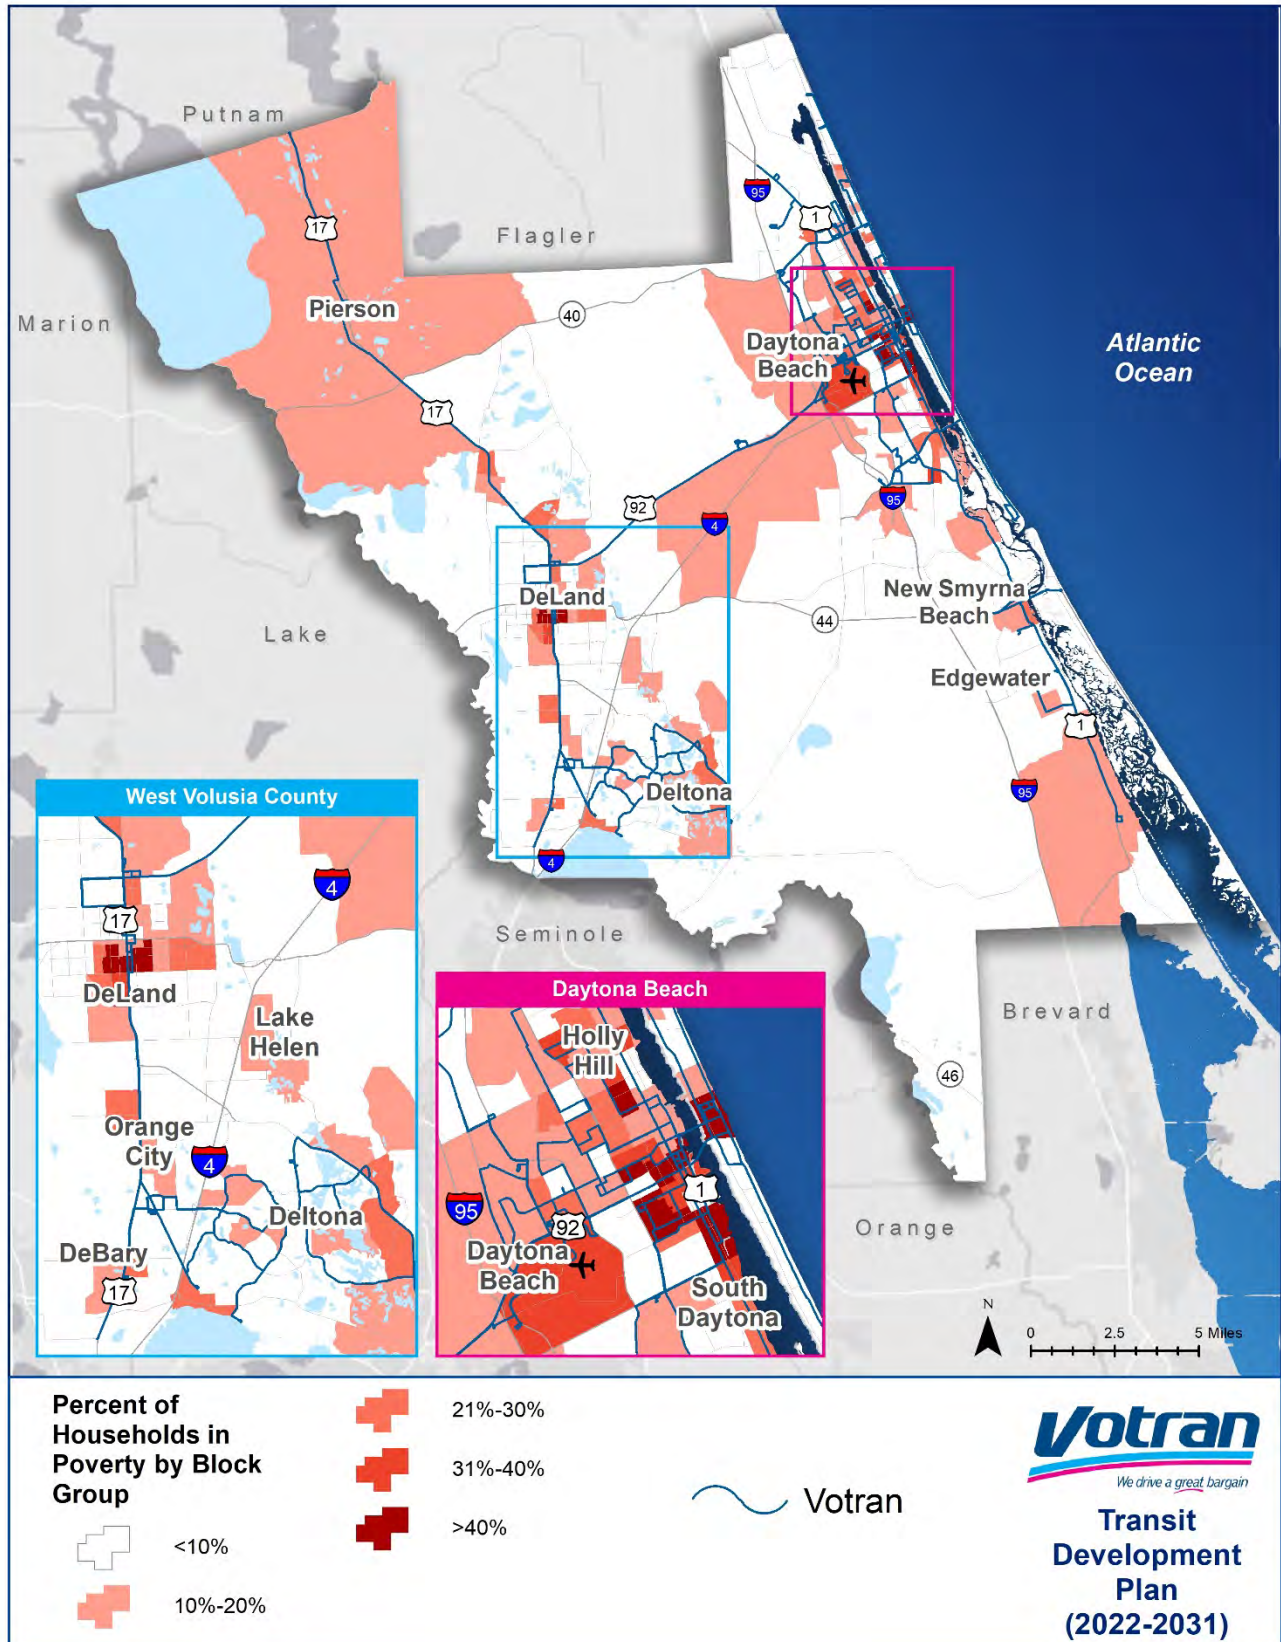 Putnam
95
1
17
Flagler
Pierson
Marion
40
Daytona
Beach
Atlantic
Ocean
17
92
4
95
DeLand
New Smyrna
Beach
44
Lake
Edgewater
1
95
Deltona
4
West Volusia County
4
17
DeLand
Lake
Helen
Orange
City
4
Deltona
DeBary
17
Seminole
Daytona Beach
Holly
Hill
1
95
92
Daytona
Beach
South
Daytona
Brevard
46
Orange
N
0 2.5 5 Miles
Percent of
Households in
Poverty by Block
Group
<10%
10%-20%
21%-30%
31%-40%
>40%
Votran
Votran
We drive a great bargain
Transit
Development
Plan
(2022-2031)